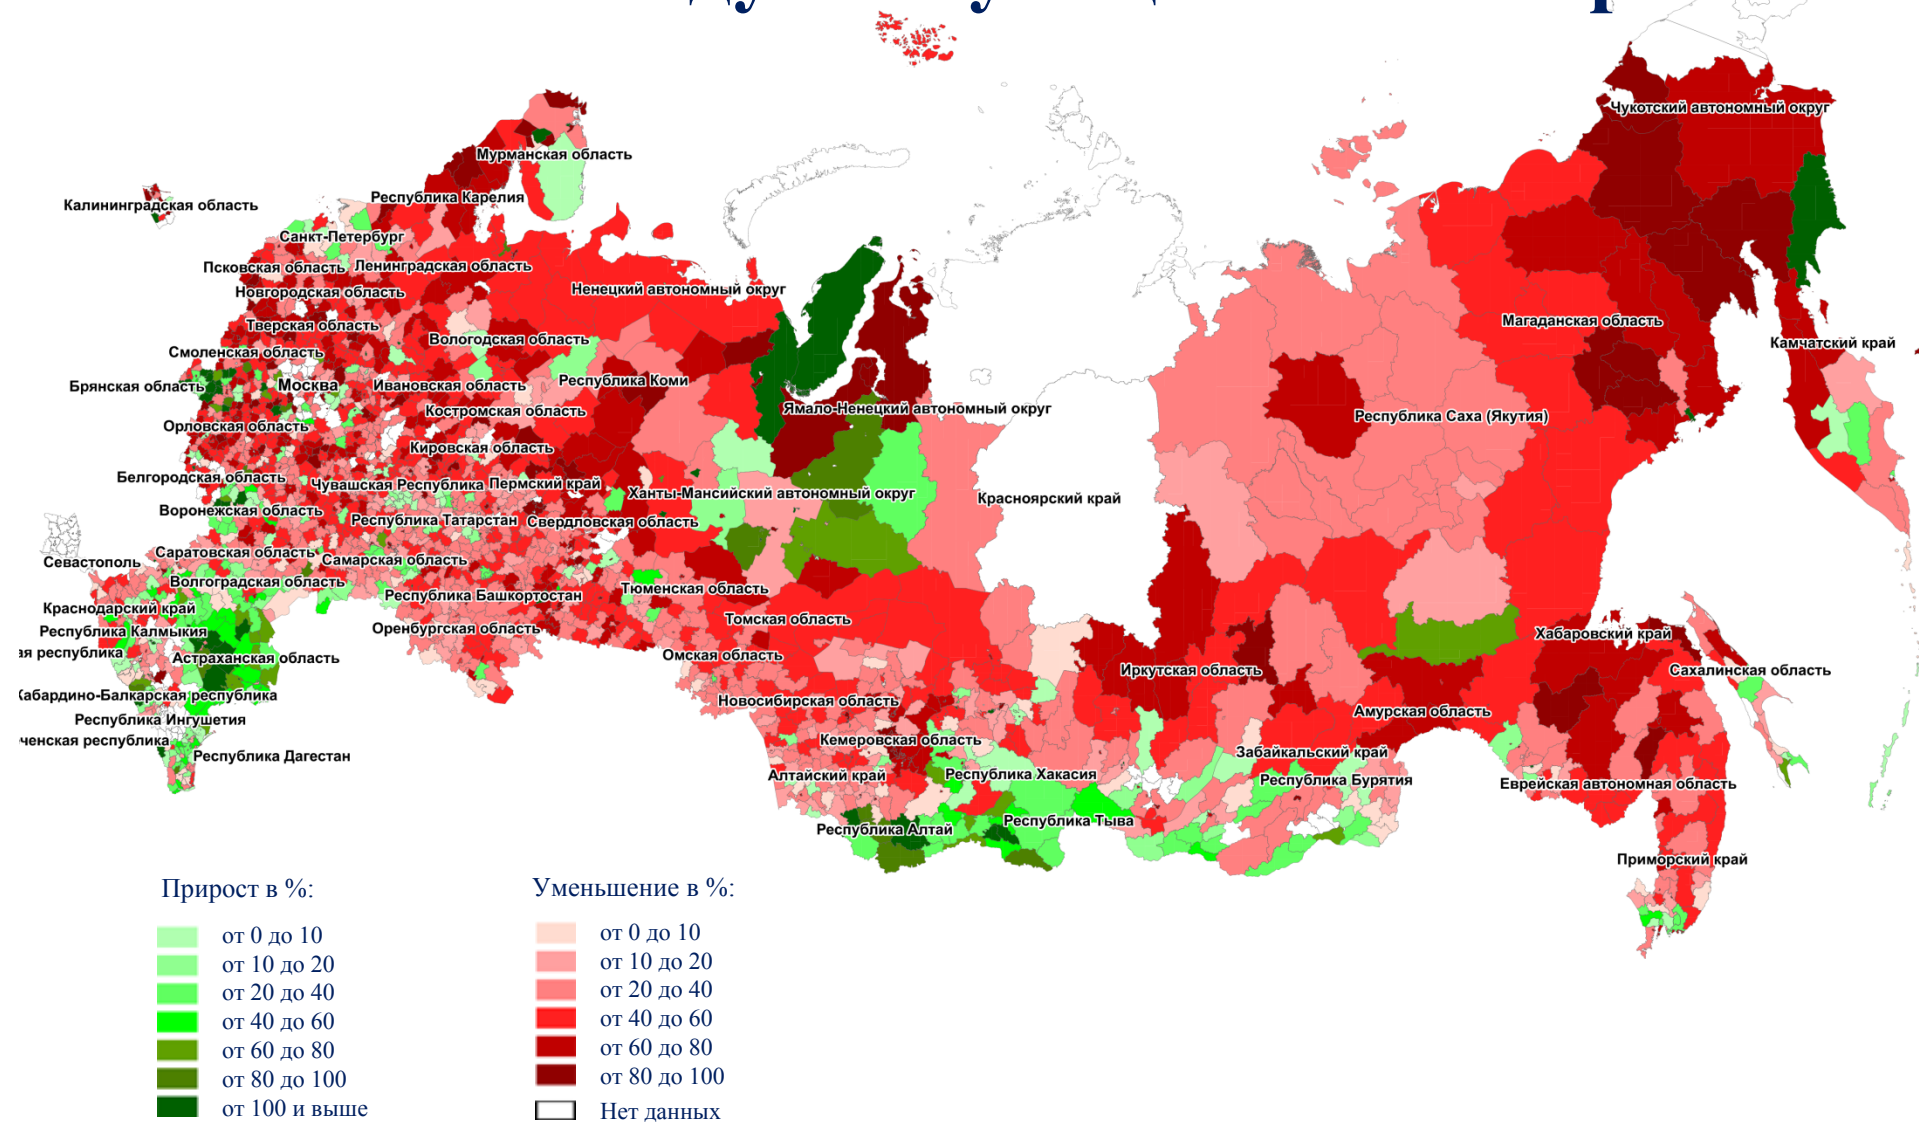 Чукотский автономный округ
Мурманская область
Республика Карелия
Калининградская область
Санкт-Петербург
Псковская область
Ленинградская область
Ненецкий автономный округ
Новгородская область
Магаданская область
Тверская область
Вологодская область
Камчатский край
Смоленская область
Республика Коми
Брянская область
Москва
Ивановская область
Ямало-Ненецкий автономный округ
Костромская область
Республика Саха (Якутия)
Орловская область
Кировская область
Белгородская область
Чувашская Республика
Пермский край
Ханты-Мансийский автономный округ
Красноярский край
Воронежская область
Республика Татарстан
Свердловская область
Саратовская область
Самарская область
Севастополь
Волгоградская область
Республика Башкортостан
Тюменская область
Краснодарский край
Томская область
Республика Калмыкия
Оренбургская область
Хабаровский край
ая республика
Астраханская область
Омская область
Иркутская область
Сахалинская область
Кабардино-Балкарская республика
Новосибирская область
Амурская область
Республика Ингушетия
ченская республика
Кемеровская область
Забайкальский край
Республика Дагестан
Алтайский край
Республика Хакасия
Республика Бурятия
Еврейская автономная область
Республика Алтай
Республика Тыва
Приморский край
Прирост в %:
от 0 до 10
от 10 до 20
от 20 до 40
от 40 до 60
от 60 до 80
от 80 до 100
от 100 и выше
Уменьшение в %:
от 0 до 10
от 10 до 20
от 20 до 40
от 40 до 60
от 60 до 80
от 80 до 100
Нет данных